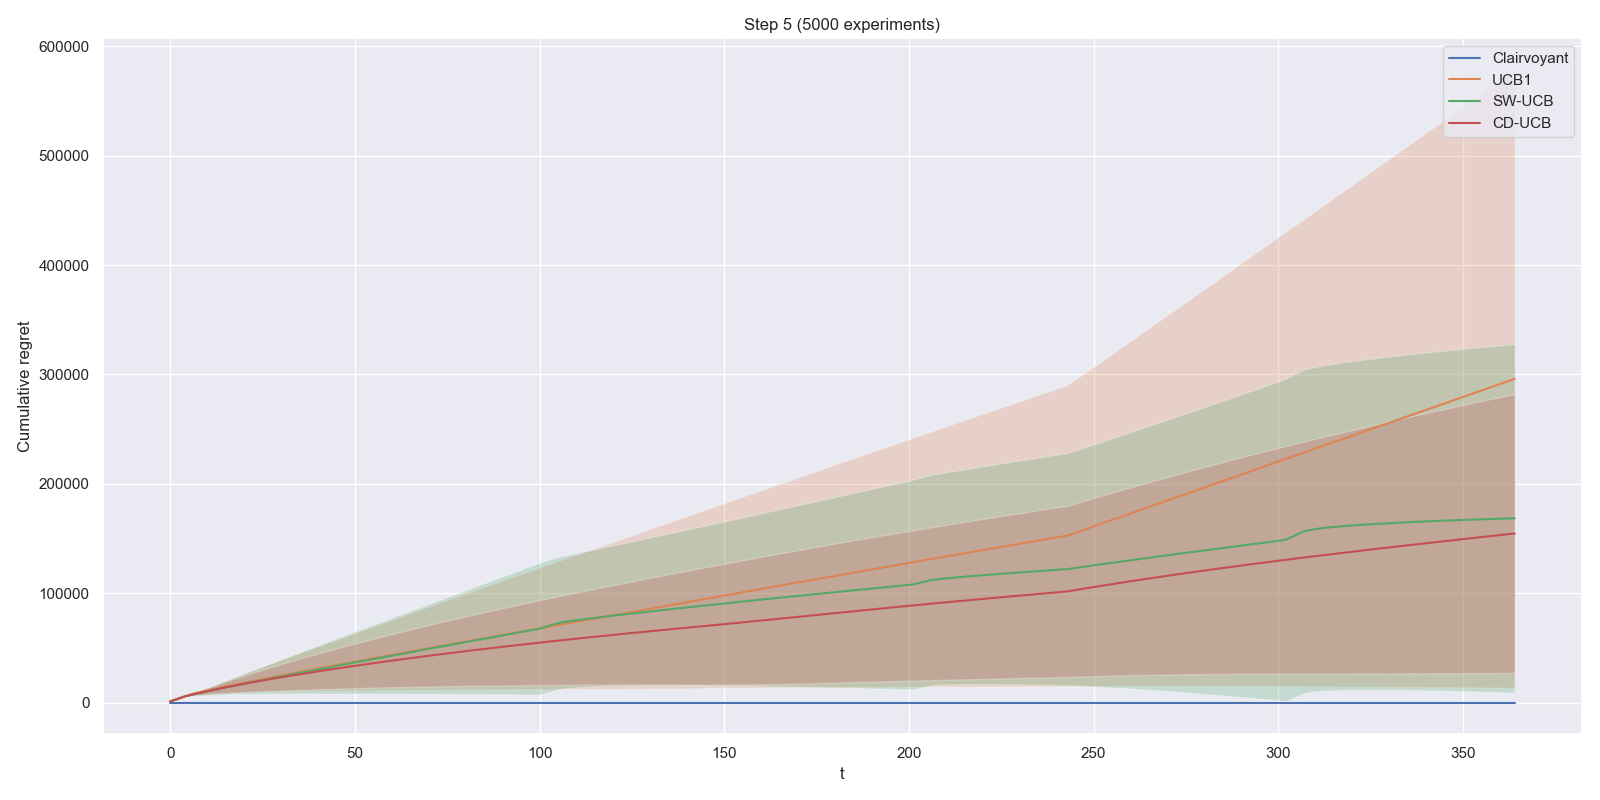 Step 5 (5000 experiments)
Cumulative regret
600000
500000
400000
300000
200000
100000
0
Clairvoyant
UCB1
SW-UCB
CD-UCB
0 50 100 150 200 250 300 350
t